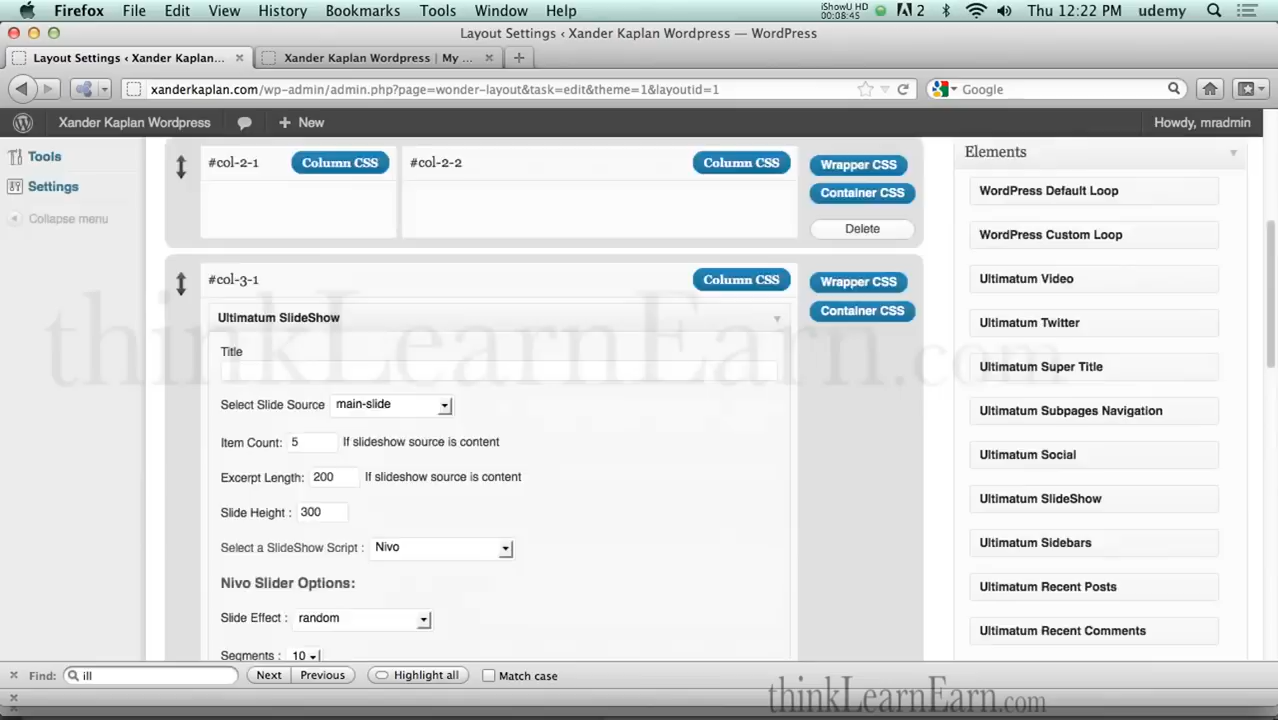 Firefox File Edit View History Bookmarks Tools Window Help iShowU HD 00:08:45 2 Thu 12:22 PM udemy
Layout Settings ‹ Xander Kaplan Wordpress — WordPress
Layout Settings ‹ Xander Kaplan... Xander Kaplan Wordpress | My ...
xanderkaplan.com/wp-admin/admin.php?page=wonder-layout&task=edit&theme=1&layoutid=1 Google
Xander Kaplan Wordpress + New Howdy, mradmin
Tools
Settings
Collapse menu
#col-2-1 Column CSS #col-2-2 Column CSS Wrapper CSS
Container CSS
Delete
#col-3-1 Column CSS Wrapper CSS
Container CSS
Ultimatum SlideShow
Title
Select Slide Source main-slide
Item Count: 5 If slideshow source is content
Excerpt Length: 200 If slideshow source is content
Slide Height : 300
Select a SlideShow Script : Nivo
Nivo Slider Options:
Slide Effect : random
Segments : 10
Elements
WordPress Default Loop
WordPress Custom Loop
Ultimatum Video
Ultimatum Twitter
Ultimatum Super Title
Ultimatum Subpages Navigation
Ultimatum Social
Ultimatum SlideShow
Ultimatum Sidebars
Ultimatum Recent Posts
Ultimatum Recent Comments
thinkLearnEarn.com
Find: ill Next Previous Highlight all Match case
thinkLearnEarn.com